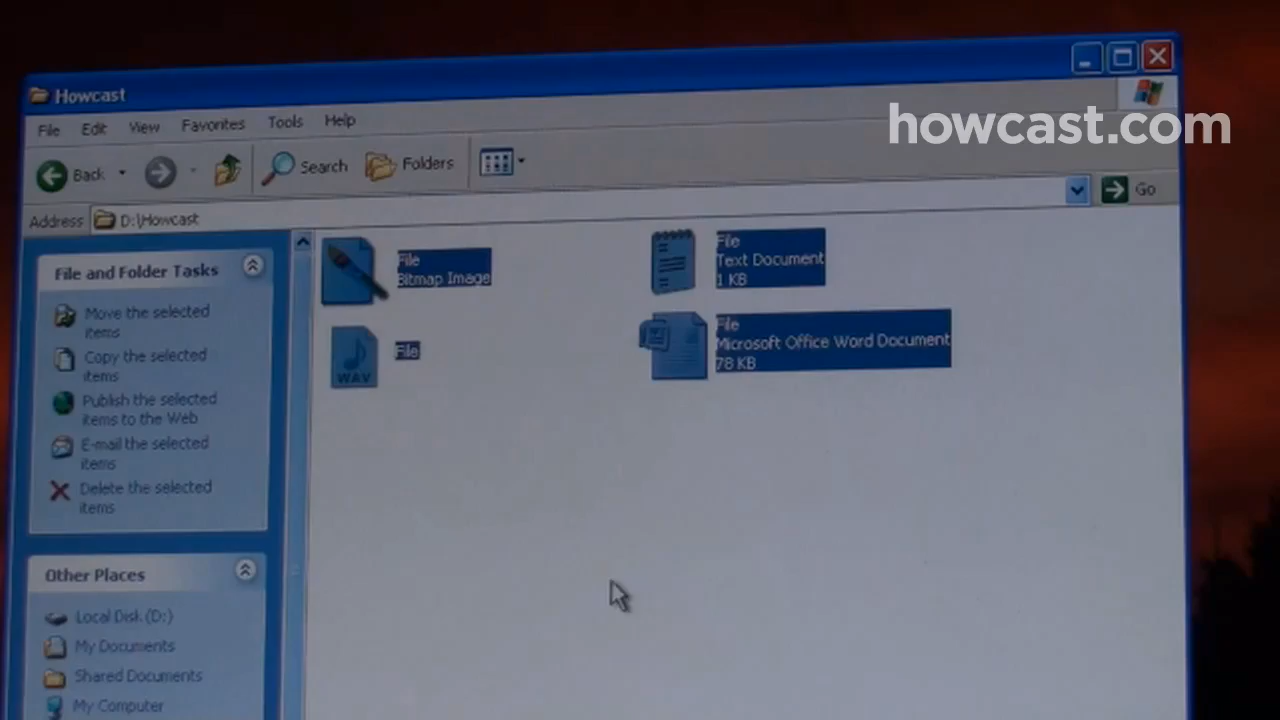 Howcast
howcast.com
File Edit View Favorites Tools Help
Back Search Folders
Address D:\Howcast Go
File and Folder Tasks
Move the selected
items
Copy the selected
items
Publish the selected
items to the Web
E-mail the selected
items
Delete the selected
items
Other Places
Local Disk (D:)
My Documents
Shared Documents
My Computer
File
Bitmap Image
File
Text Document
1 KB
WAV
File
File
Microsoft Office Word Document
78 KB